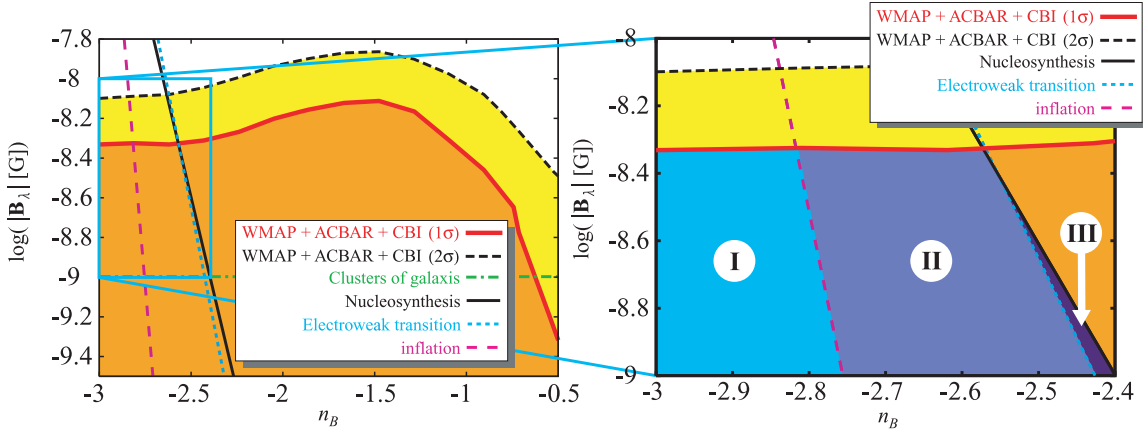 -7.8
-8
-8.2
-8.4
-8.6
-8.8
-9
-9.2
-9.4
log( |Bλ| [G])
-3
-2.5
-2
-1.5
-1
-0.5
n_B
WMAP + ACBAR + CBI (1σ)
WMAP + ACBAR + CBI (2σ)
Clusters of galaxis
Nucleosynthesis
Electroweak transition
inflation
-8
-8.2
-8.4
-8.6
-8.8
-9
log( |Bλ| [G])
-3
-2.9
-2.8
-2.7
-2.6
-2.5
-2.4
n_B
WMAP + ACBAR + CBI (1σ)
WMAP + ACBAR + CBI (2σ)
Nucleosynthesis
Electroweak transition
inflation
I
II
III